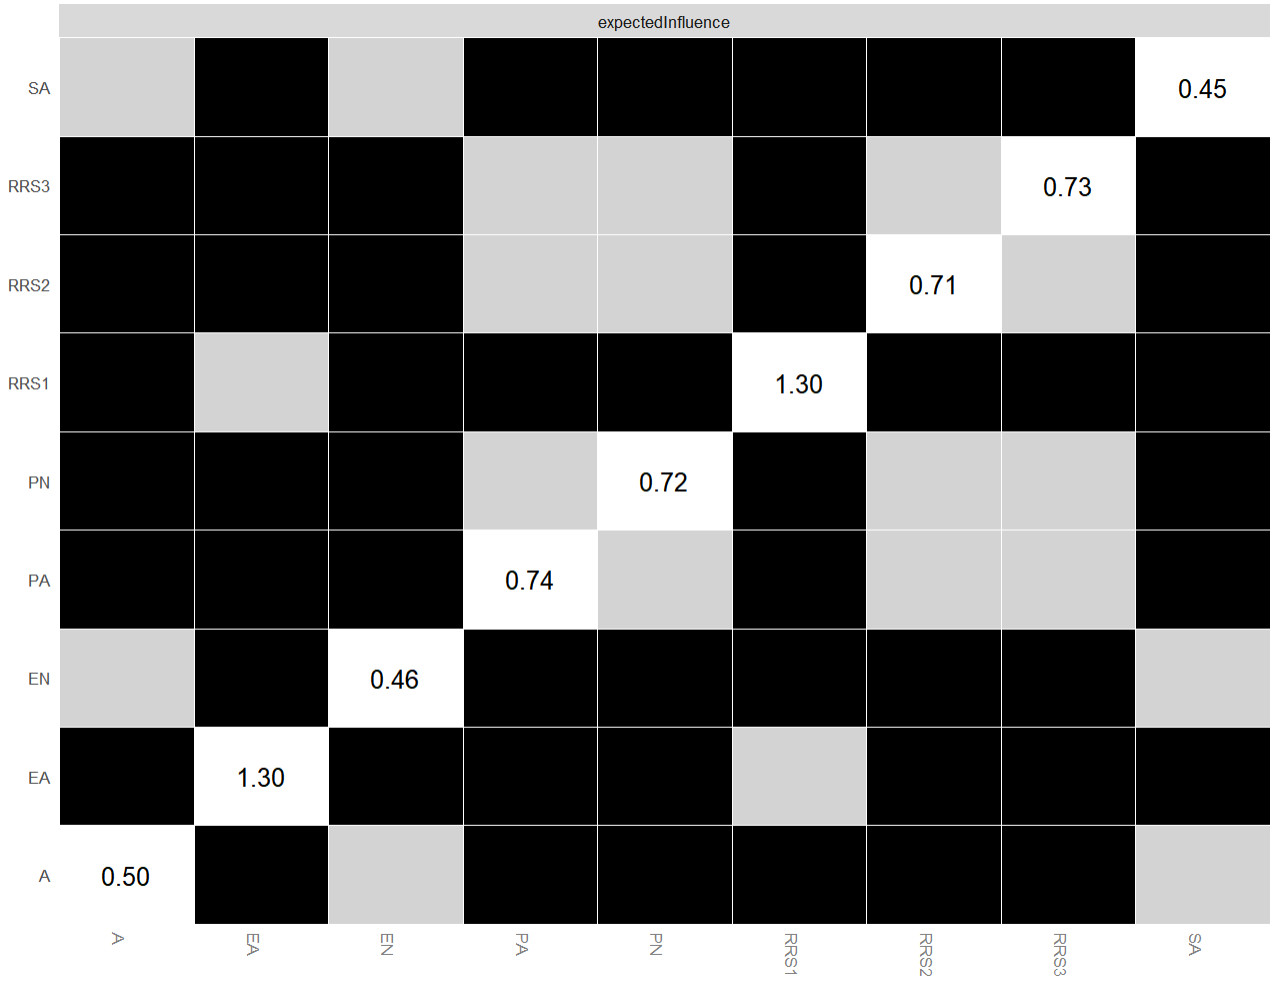 expectedInfluence
SA
0.45
RRS3
0.73
RRS2
0.71
RRS1
1.30
PN
0.72
PA
0.74
EN
0.46
EA
1.30
A
0.50
A
EA
EN
PA
PN
RRS1
RRS2
RRS3
SA